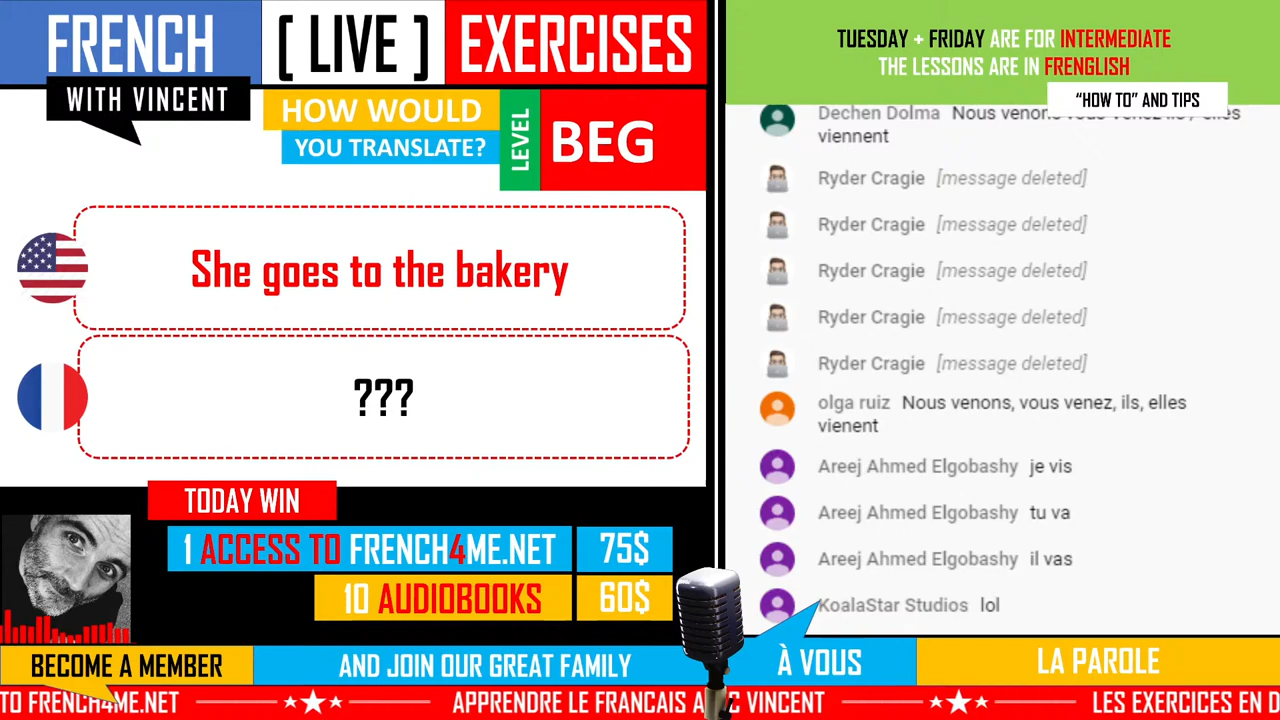 FRENCH
[ LIVE ]
EXERCISES
WITH VINCENT
HOW WOULD
YOU TRANSLATE?
LEVEL
BEG
She goes to the bakery
???
TODAY WIN
1 ACCESS TO FRENCH4ME.NET
75$
10 AUDIOBOOKS
60$
TUESDAY + FRIDAY ARE FOR INTERMEDIATE
THE LESSONS ARE IN FRENGLISH
“HOW TO” AND TIPS
Dechen Dolma Nous venons vous venez ils / elles
viennent
Ryder Cragie [message deleted]
Ryder Cragie [message deleted]
Ryder Cragie [message deleted]
Ryder Cragie [message deleted]
Ryder Cragie [message deleted]
olga ruiz Nous venons, vous venez, ils, elles
vienent
Areej Ahmed Elgobashy je vis
Areej Ahmed Elgobashy tu va
Areej Ahmed Elgobashy il vas
KoalaStar Studios lol
BECOME A MEMBER
AND JOIN OUR GREAT FAMILY
À VOUS
LA PAROLE
TO FRENCH4ME.NET
APPRENDRE LE FRANCAIS AVEC VINCENT
LES EXERCICES EN D